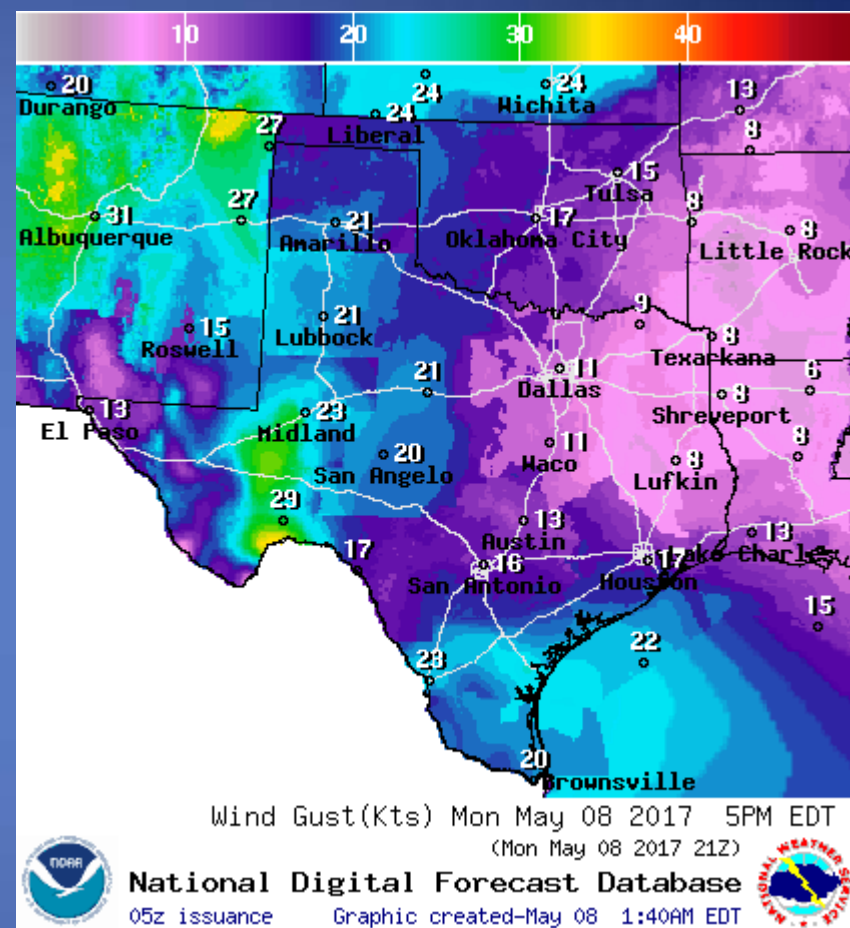 10 20 30 40
20 24 24 13
Durango Wichita
27 24
Liberal 8
15
Tulsa
31 27 21 17 8 8
Albuquerque Amarillo Oklahoma City Little Rock
21 9
15 Lubbock 8
Roswell Texarkana
11
21 Dallas 8 6
13 23 Shreveport
El Paso Midland
20 11 8 8
San Angelo Waco Lufkin
29 13 13
Austin Lake Charles
17 16 17
San Antonio Houston
15
23 22
20
Brownsville
Wind Gust(Kts) Mon May 08 2017 5PM EDT
(Mon May 08 2017 21Z)
NOAA
NATIONAL WEATHER SERVICE
National Digital Forecast Database
05z issuance Graphic created-May 08 1:40AM EDT